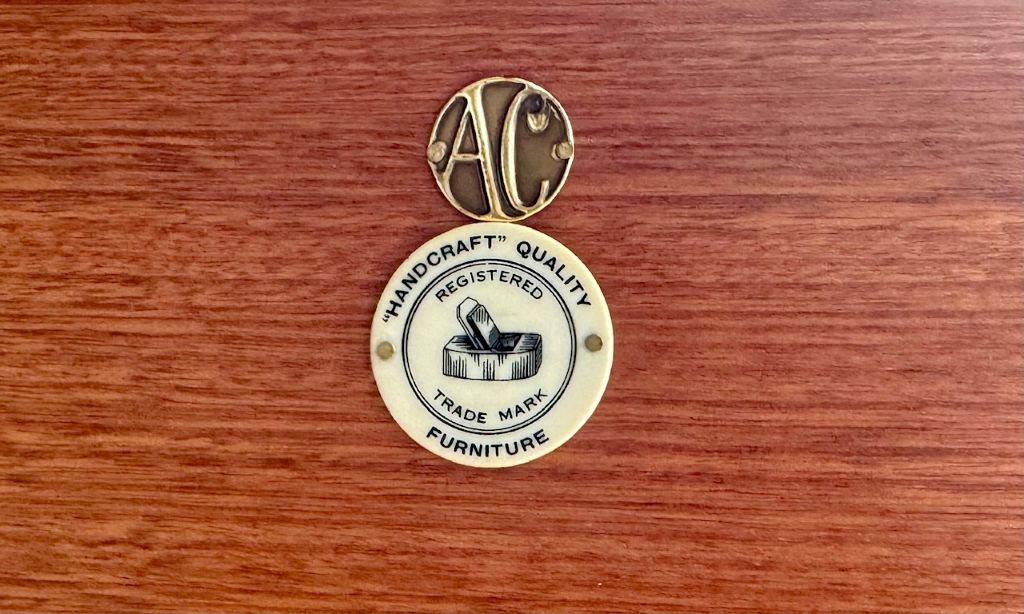 AC
“HANDCRAFT” QUALITY
REGISTERED
TRADE MARK
FURNITURE